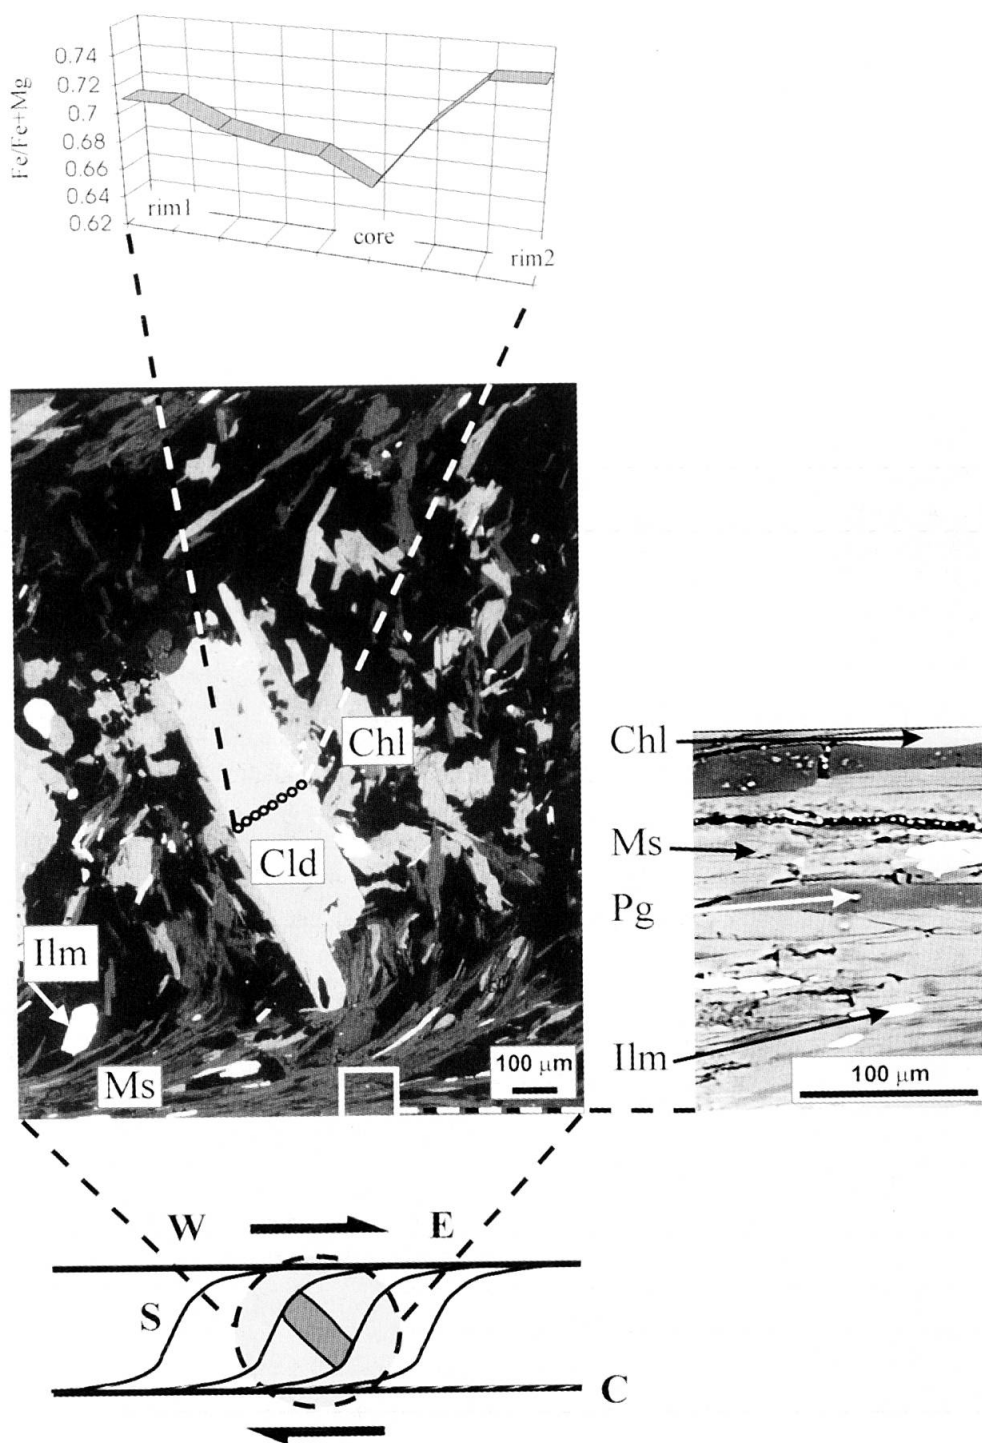 Fe/Fe+Mg
0.74
0.72
0.7
0.68
0.66
0.64
0.62
rim1
core
rim2
Chl
Cld
Ilm
Ms
100 μm
Chl
Ms
Pg
Ilm
100 μm
W
E
S
C